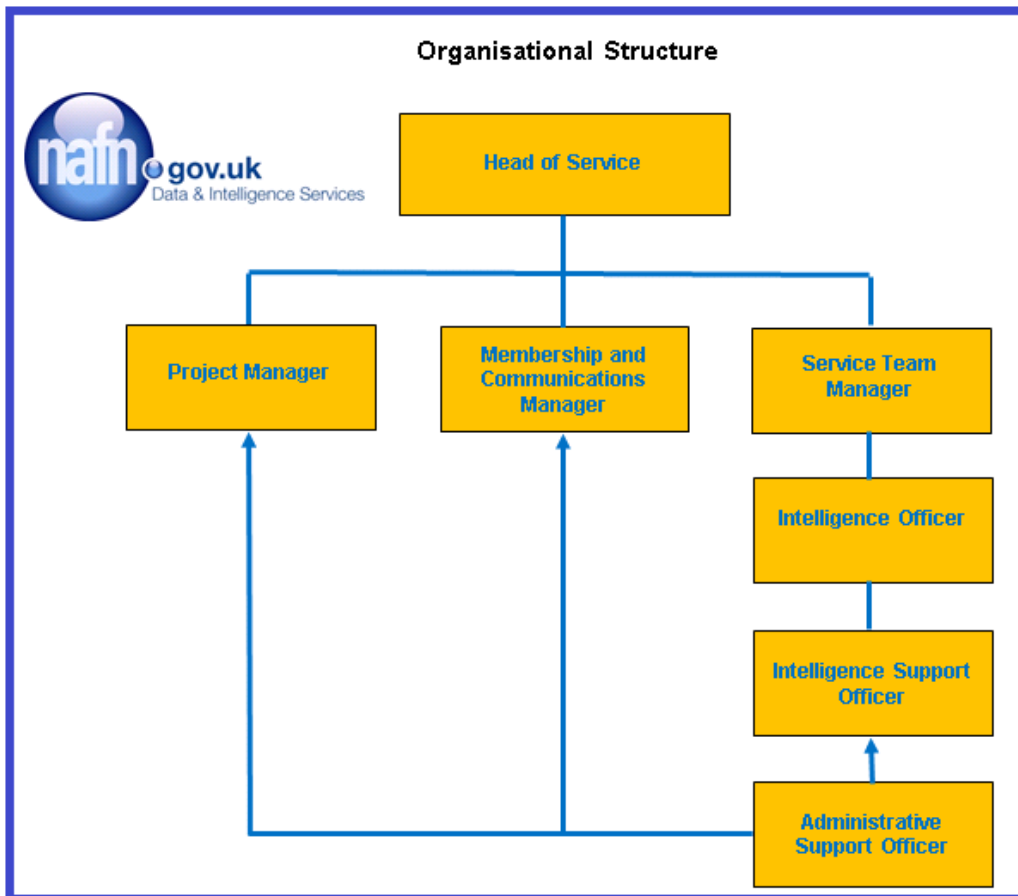 Organisational Structure
nafn.gov.uk
Data & Intelligence Services
Head of Service
Project Manager
Membership and
Communications
Manager
Service Team
Manager
Intelligence Officer
Intelligence Support
Officer
Administrative
Support Officer